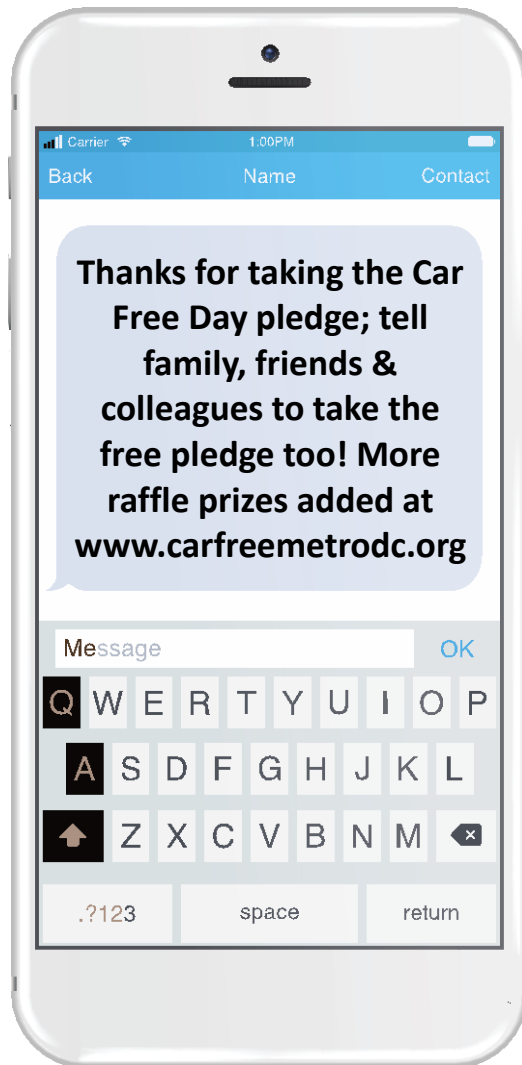 Carrier 1:00PM
Back Name Contact
Thanks for taking the Car
Free Day pledge; tell
family, friends &
colleagues to take the
free pledge too! More
raffle prizes added at
www.carfreemetrodc.org
Message OK
Q W E R T Y U I O P
A S D F G H J K L
Z X C V B N M
.?123 space return